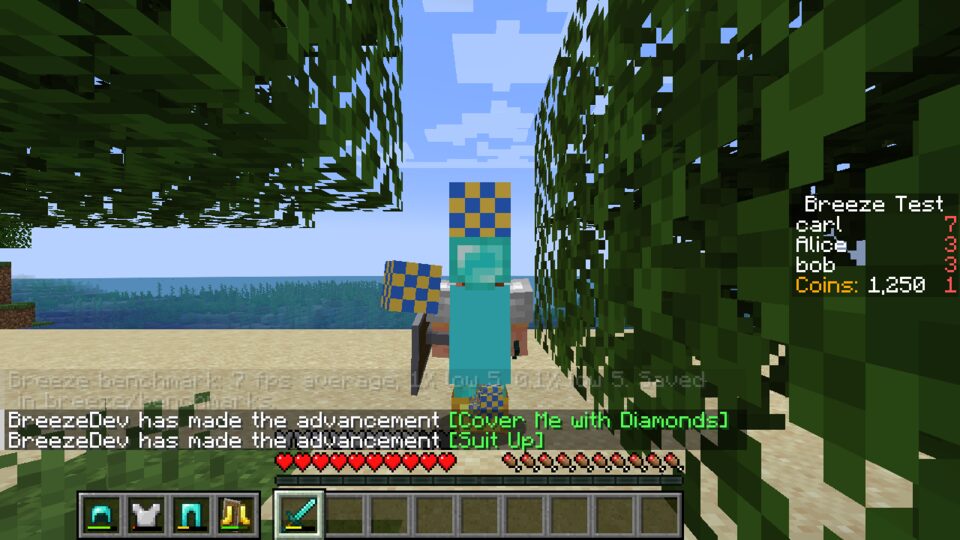 Breeze Test
carl 7
Alice 3
bob 3
Coins: 1,250 1
Breeze benchmark: 7 fps average, 1% low 5, 0.1% low 5. Saved
in breeze/benchmarks
BreezeDev has made the advancement [Cover Me with Diamonds]
BreezeDev has made the advancement [Suit Up]